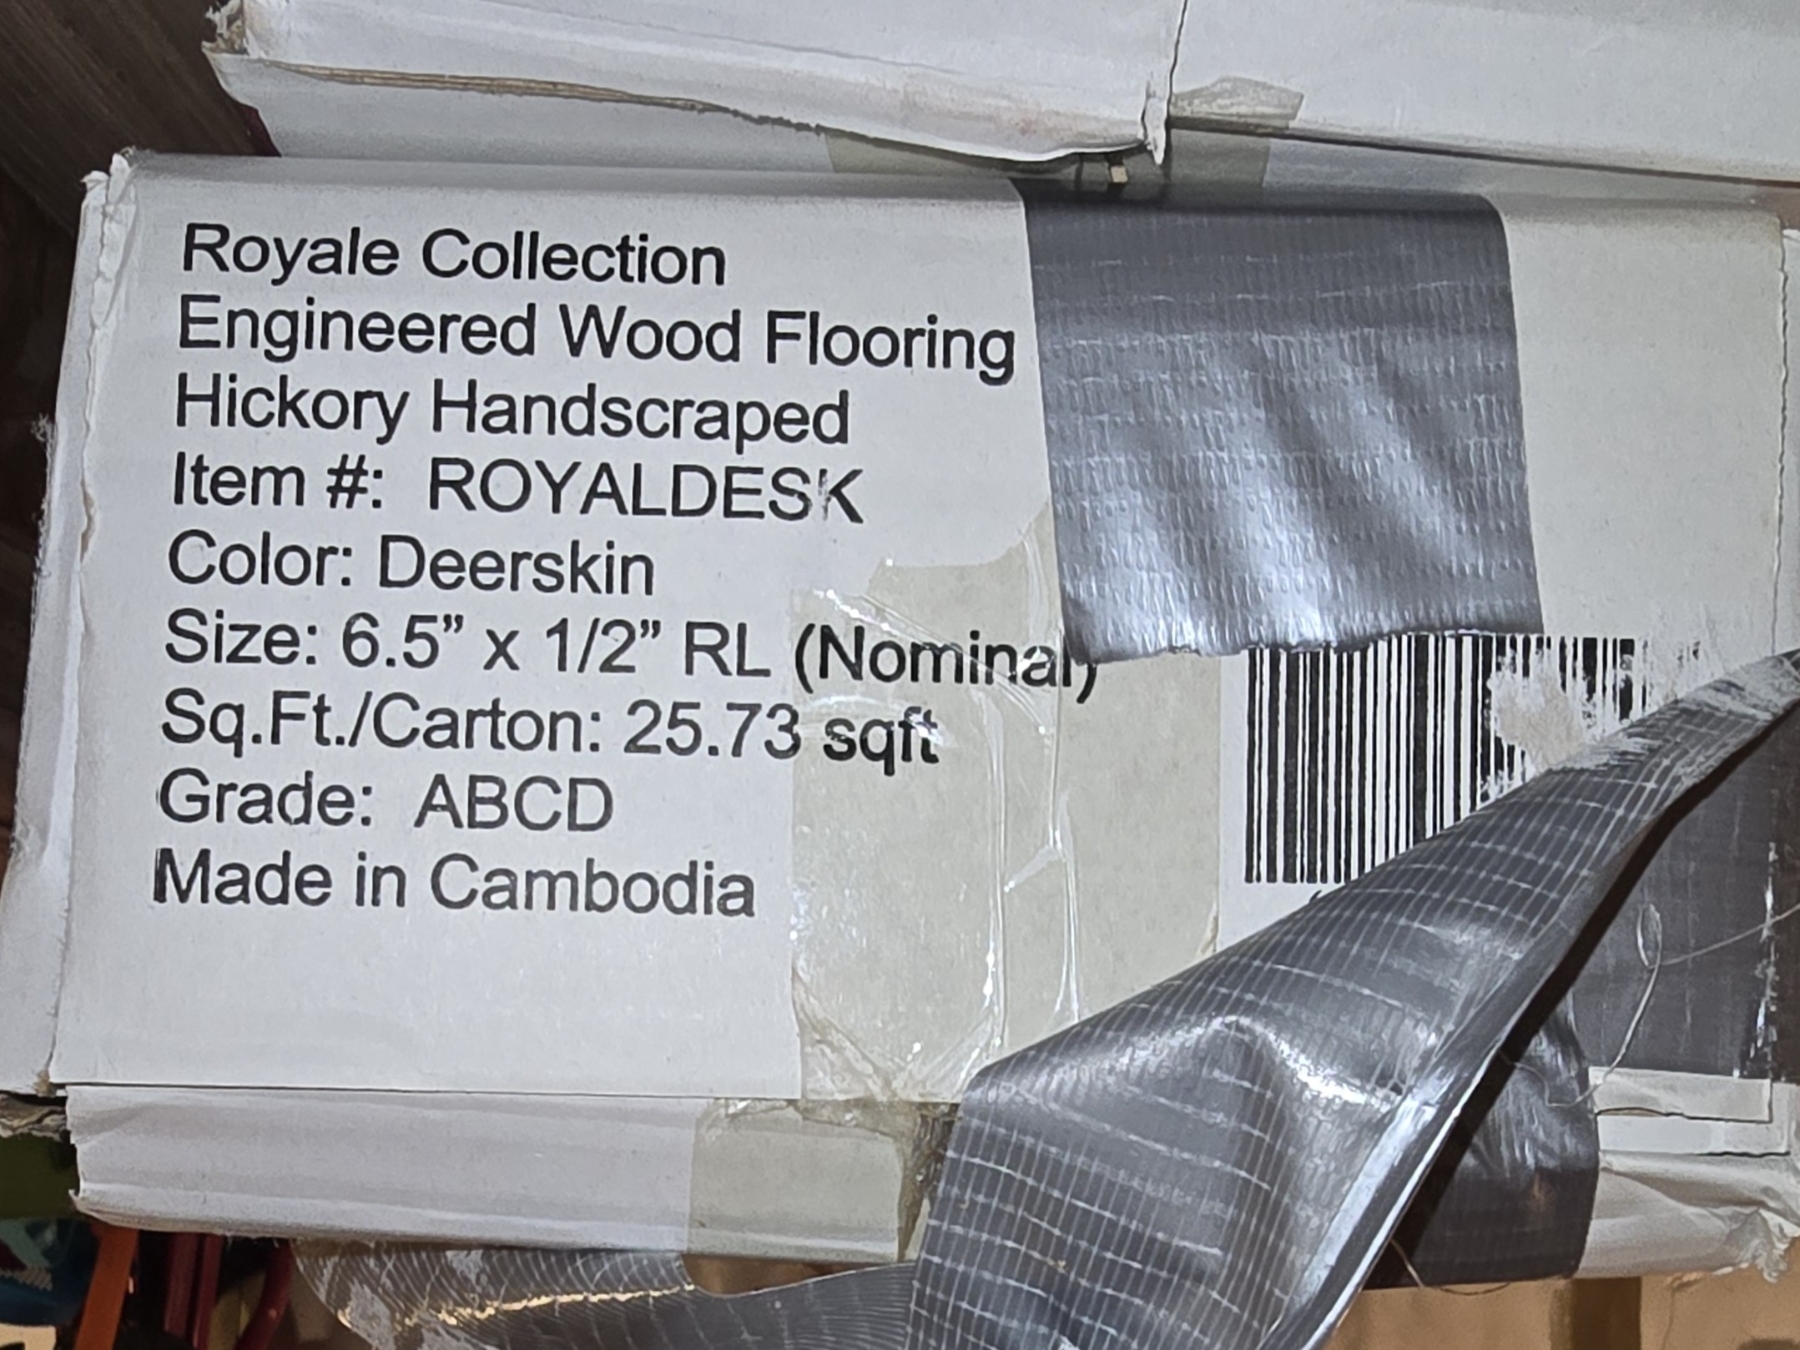 Royale Collection
Engineered Wood Flooring
Hickory Handscraped
Item #: ROYALDESK
Color: Deerskin
Size: 6.5” x 1/2” RL (Nominal)
Sq.Ft./Carton: 25.73 sqft
Grade: ABCD
Made in Cambodia